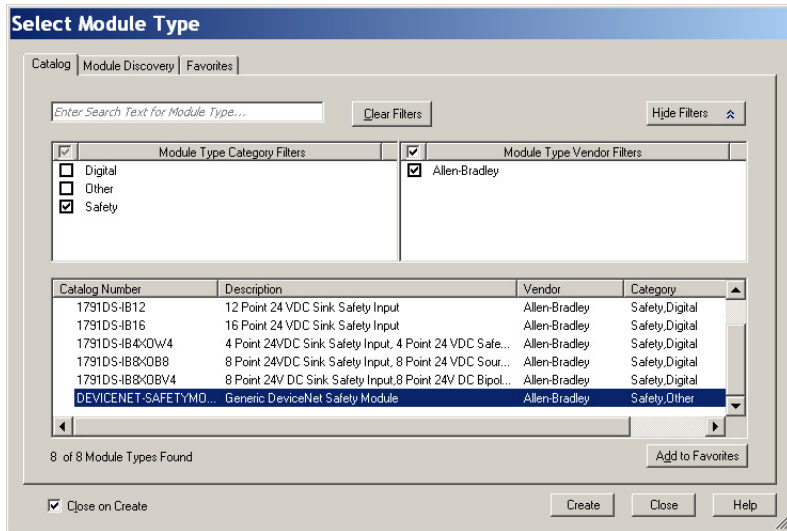 Select Module Type
Catalog Module Discovery Favorites
Enter Search Text for Module Type... Clear Filters Hide Filters
Module Type Category Filters Module Type Vendor Filters
Digital Allen-Bradley
Other
Safety
Catalog Number Description Vendor Category
1791DS-IB12 12 Point 24 VDC Sink Safety Input Allen-Bradley Safety,Digital
1791DS-IB16 16 Point 24 VDC Sink Safety Input Allen-Bradley Safety,Digital
1791DS-IB4XOW4 4 Point 24VDC Sink Safety Input, 4 Point 24 VDC Safe... Allen-Bradley Safety,Digital
1791DS-IB8XOB8 8 Point 24VDC Sink Safety Input, 8 Point 24 VDC Sour... Allen-Bradley Safety,Digital
1791DS-IB8XOBV4 8 Point 24V DC Sink Safety Input,8 Point 24V DC Bipol... Allen-Bradley Safety,Digital
DEVICENET-SAFETYMO... Generic DeviceNet Safety Module Allen-Bradley Safety,Other
8 of 8 Module Types Found Add to Favorites
Close on Create Create Close Help